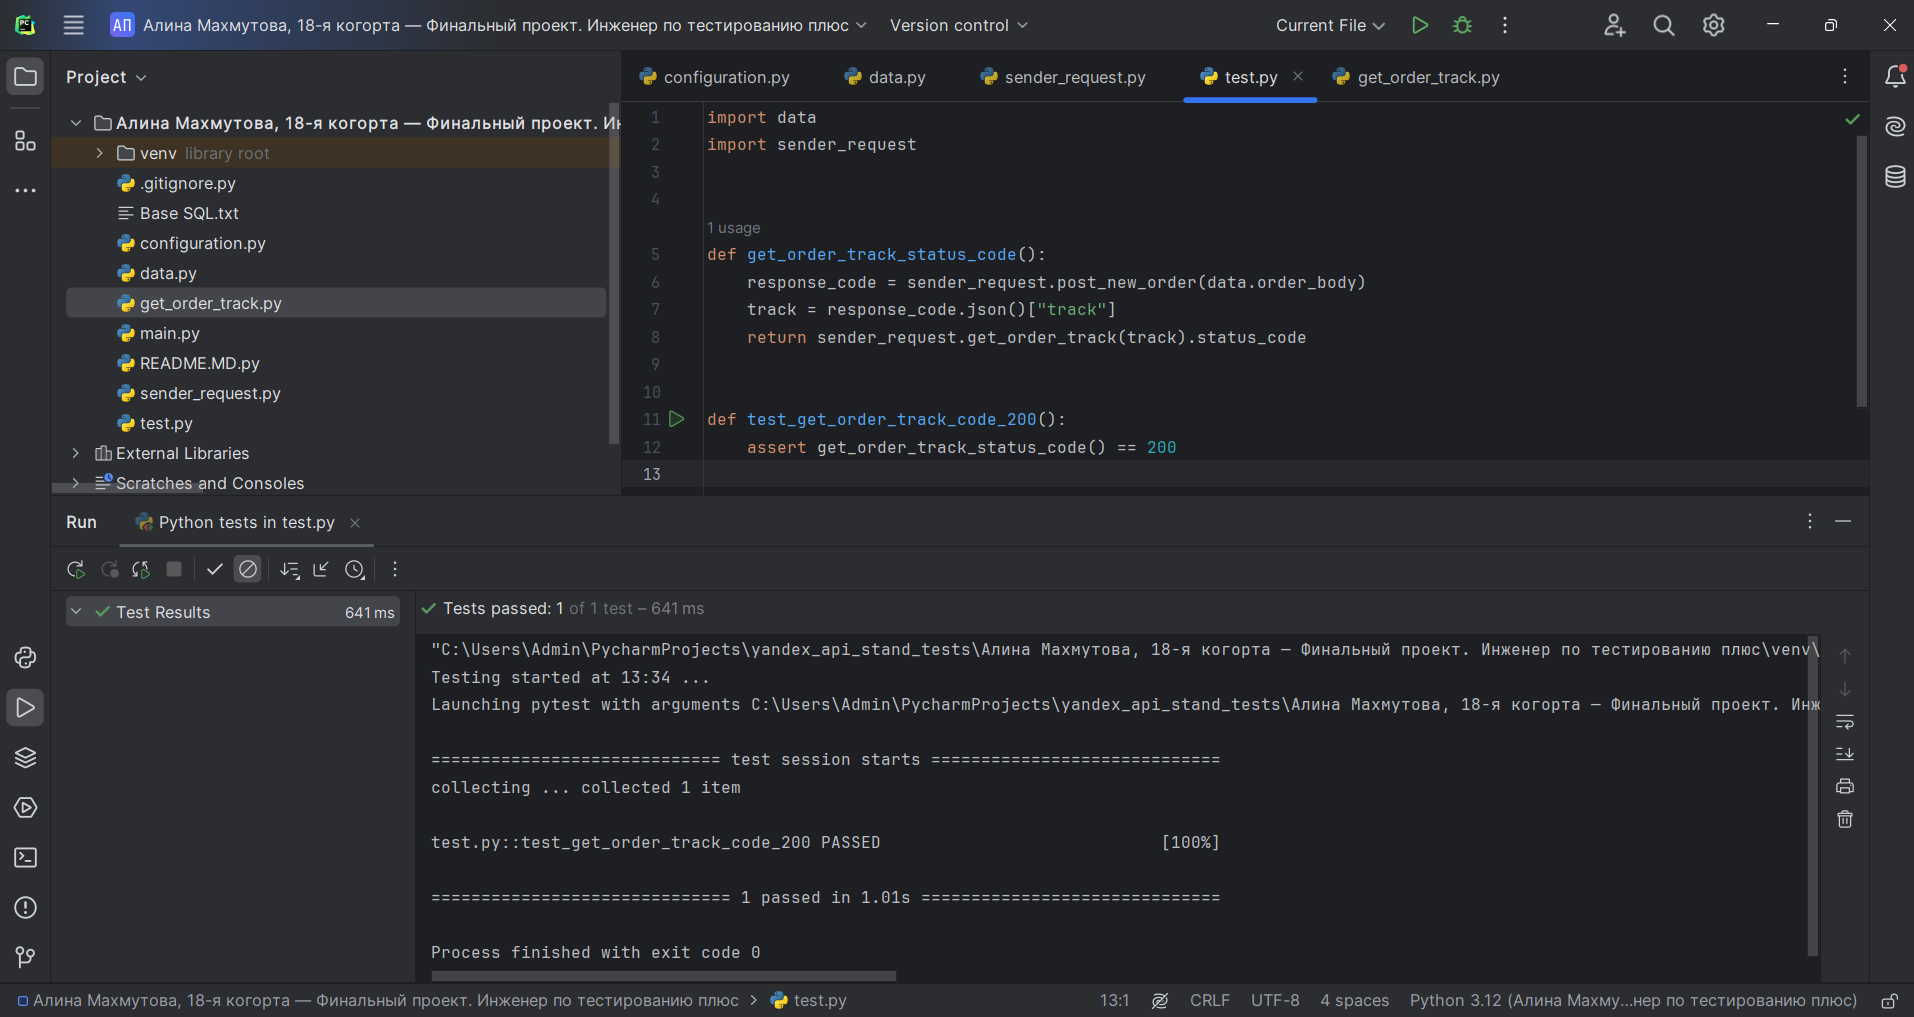 АП Алина Махмутова, 18-я когорта — Финальный проект. Инженер по тестированию плюс Version control Current File
Project
Алина Махмутова, 18-я когорта — Финальный проект. Ин
venv library root
.gitignore.py
Base SQL.txt
configuration.py
data.py
get_order_track.py
main.py
README.MD.py
sender_request.py
test.py
External Libraries
Scratches and Consoles
configuration.py data.py sender_request.py test.py get_order_track.py
1 import data
2 import sender_request
3
4
1 usage
5 def get_order_track_status_code():
6 response_code = sender_request.post_new_order(data.order_body)
7 track = response_code.json()["track"]
8 return sender_request.get_order_track(track).status_code
9
10
11 def test_get_order_track_code_200():
12 assert get_order_track_status_code() == 200
13
Run Python tests in test.py
Test Results 641 ms
Tests passed: 1 of 1 test – 641 ms
"C:\Users\Admin\PycharmProjects\yandex_api_stand_tests\Алина Махмутова, 18-я когорта — Финальный проект. Инженер по тестированию плюс\venv\
Testing started at 13:34 ...
Launching pytest with arguments C:\Users\Admin\PycharmProjects\yandex_api_stand_tests\Алина Махмутова, 18-я когорта — Финальный проект. Инж
============================= test session starts =============================
collecting ... collected 1 item
test.py::test_get_order_track_code_200 PASSED [100%]
============================== 1 passed in 1.01s ==============================
Process finished with exit code 0
Алина Махмутова, 18-я когорта — Финальный проект. Инженер по тестированию плюс > test.py 13:1 CRLF UTF-8 4 spaces Python 3.12 (Алина Махму...нер по тестированию плюс)